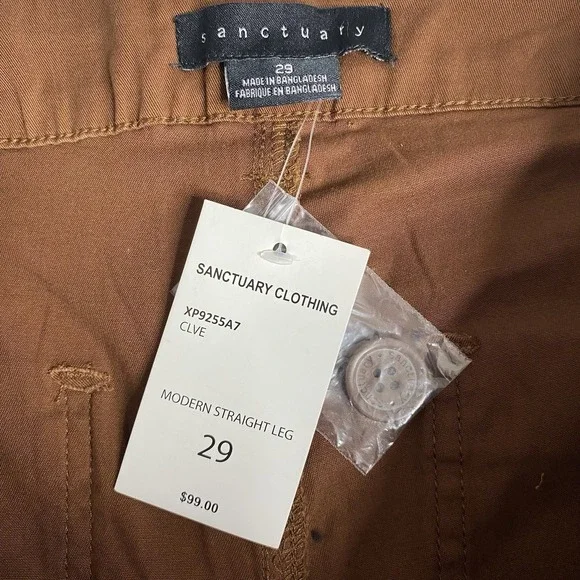 sanctuary
29
MADE IN BANGLADESH
FABRIQUE EN BANGLADESH
SANCTUARY CLOTHING
XP9255A7
CLVE
MODERN STRAIGHT LEG
29
$99.00